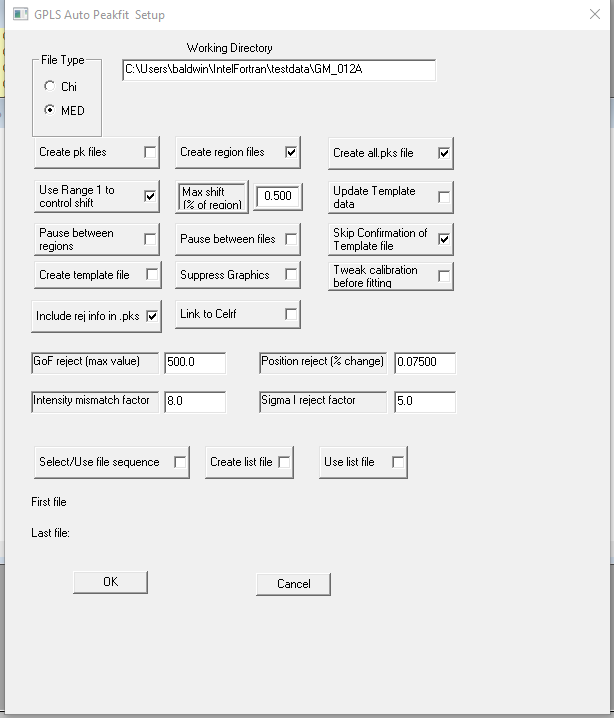 GPLS Auto Peakfit Setup
Working Directory
File Type
C:\Users\baldwin\IntelFortran\testdata\GM_012A
Chi
MED
Create pk files
Create region files
Create all.pks file
Use Range 1 to
control shift
Max shift
(% of region)
0.500
Update Template
data
Pause between
regions
Pause between files
Skip Confirmation of
Template file
Create template file
Suppress Graphics
Tweak calibration
before fitting
Include rej info in .pks
Link to Celrf
GoF reject (max value)
500.0
Position reject (% change)
0.07500
Intensity mismatch factor
8.0
Sigma I reject factor
5.0
Select/Use file sequence
Create list file
Use list file
First file
Last file:
OK
Cancel